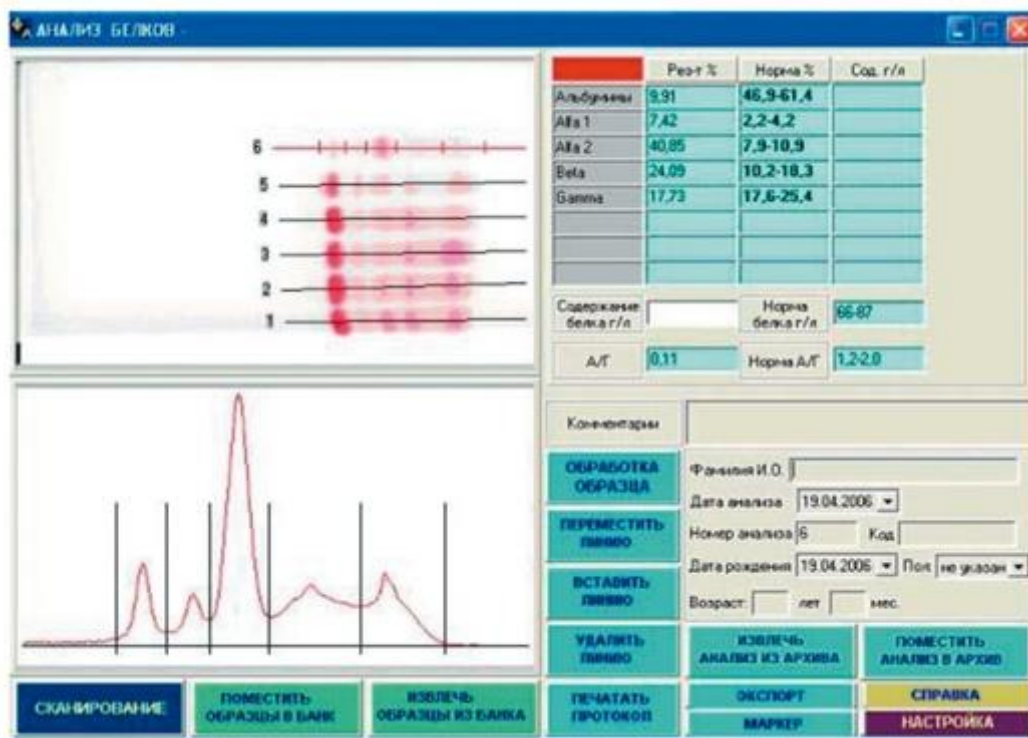 АНАЛИЗ БЕЛКОВ -
6
5
4
3
2
1
Рез-т % Норма % Сод. г/л
Альбумины 9,91 46,9-61,4
Alfa 1 7,42 2,2-4,2
Alfa 2 40,85 7,9-10,9
Beta 24,09 10,2-18,3
Gamma 17,73 17,6-25,4
Содержание белка г/л Норма белка г/л 66-87
А/Г 0,11 Норма А/Г 1,2-2,0
Комментарии
ОБРАБОТКА
ОБРАЗЦА
ПЕРЕМЕСТИТЬ
ЛИНИЮ
ВСТАВИТЬ
ЛИНИЮ
УДАЛИТЬ
ЛИНИЮ
Фамилия И.О.
Дата анализа 19.04.2006
Номер анализа 6 Код
Дата рождения 19.04.2006 Пол не указан
Возраст: лет мес.
ИЗВЛЕЧЬ
АНАЛИЗ ИЗ АРХИВА
ПОМЕСТИТЬ
АНАЛИЗ В АРХИВ
СКАНИРОВАНИЕ
ПОМЕСТИТЬ
ОБРАЗЦЫ В БАНК
ИЗВЛЕЧЬ
ОБРАЗЦЫ ИЗ БАНКА
ПЕЧАТАТЬ
ПРОТОКОЛ
ЭКСПОРТ
МАРКЕР
СПРАВКА
НАСТРОЙКА